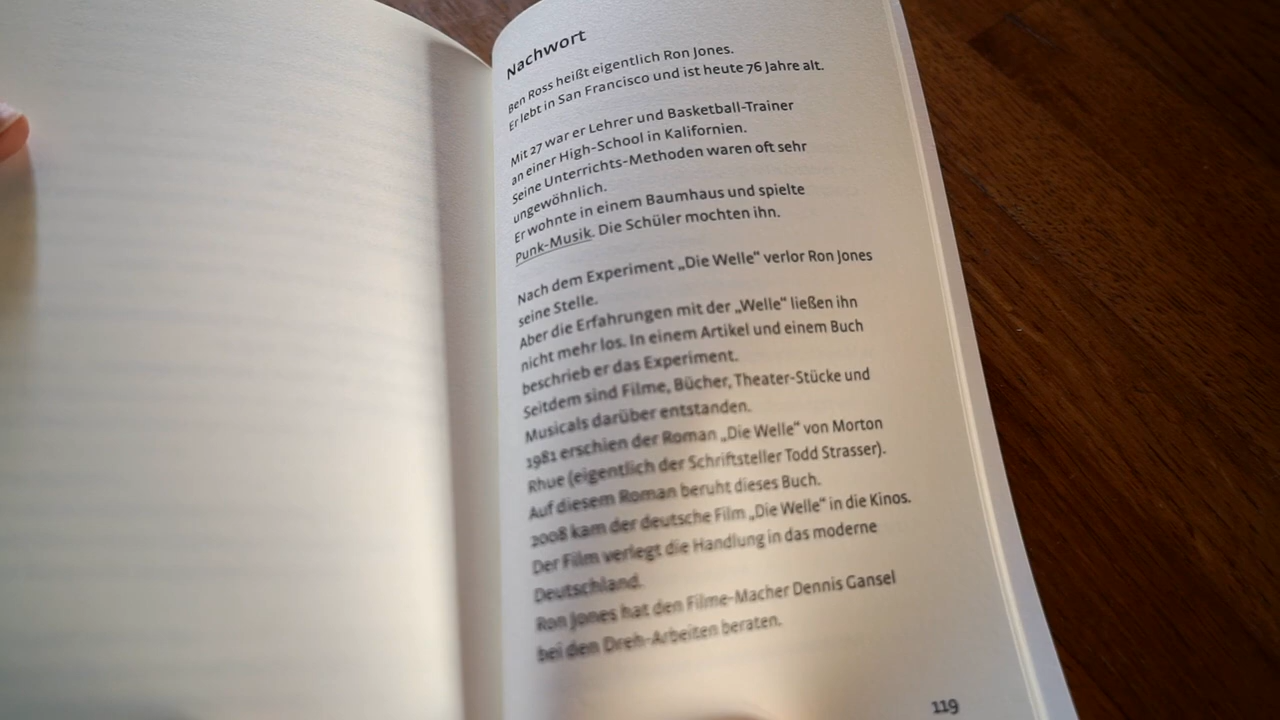 Nachwort
Ben Ross heißt eigentlich Ron Jones.
Er lebt in San Francisco und ist heute 76 Jahre alt.
Mit 27 war er Lehrer und Basketball-Trainer
an einer High-School in Kalifornien.
Seine Unterrichts-Methoden waren oft sehr
ungewöhnlich.
Er wohnte in einem Baumhaus und spielte
Punk-Musik. Die Schüler mochten ihn.
Nach dem Experiment „Die Welle“ verlor Ron Jones
seine Stelle.
Aber die Erfahrungen mit der „Welle“ ließen ihn
nicht mehr los. In einem Artikel und einem Buch
beschrieb er das Experiment.
Seitdem sind Filme, Bücher, Theater-Stücke und
Musicals darüber entstanden.
1981 erschien der Roman „Die Welle“ von Morton
Rhue (eigentlich der Schriftsteller Todd Strasser).
Auf diesem Roman beruht dieses Buch.
2008 kam der deutsche Film „Die Welle“ in die Kinos.
Der Film verlegt die Handlung in das moderne
Deutschland.
Ron Jones hat den Filme-Macher Dennis Gansel
bei den Dreh-Arbeiten beraten.
119